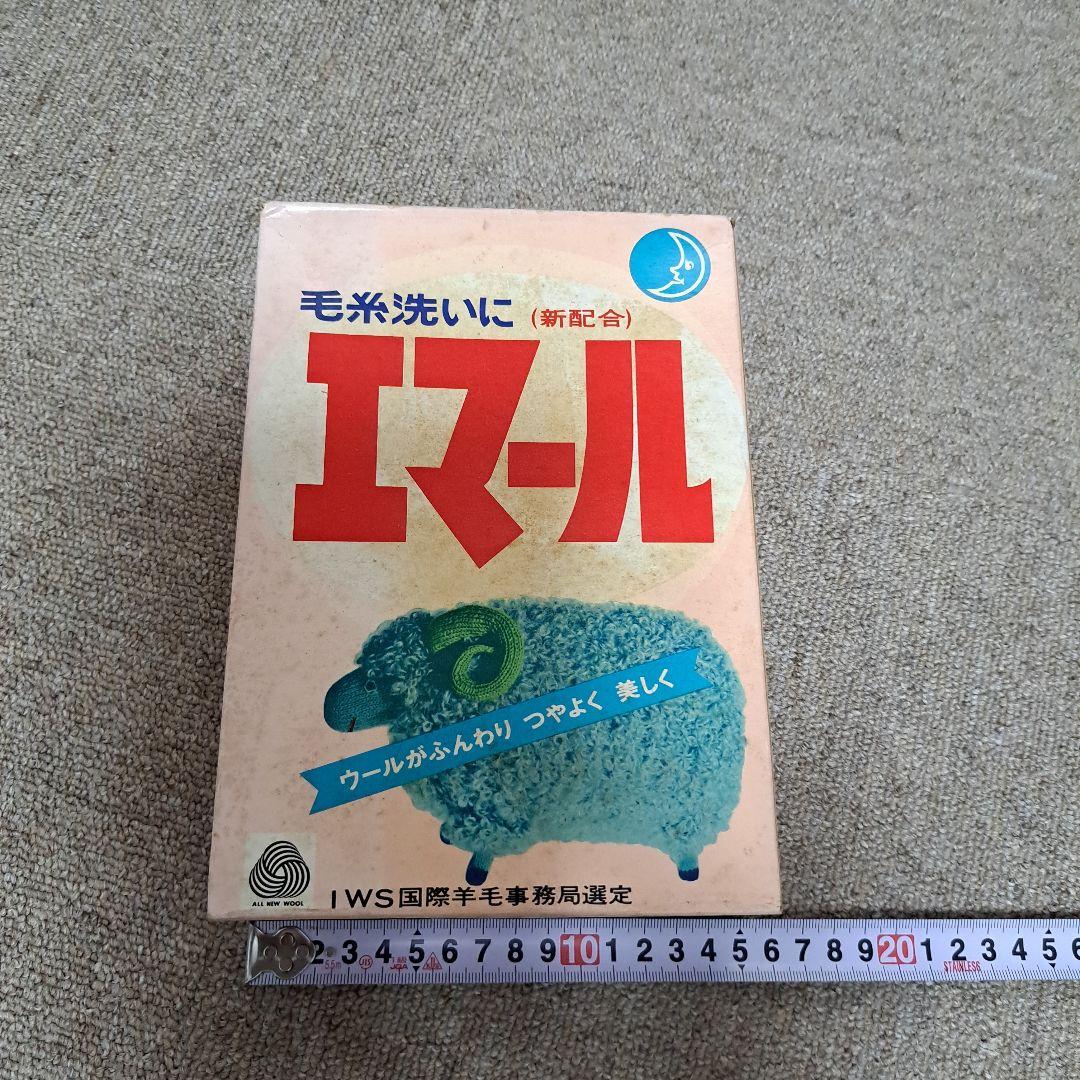 毛糸洗いに (新配合)
エマール
ウールがふんわり つやよく 美しく
ALL NEW WOOL
IWS国際羊毛事務局選定
2 3 4 5 6 7 8 9 10 1 2 3 4 5 6 7 8 9 20 1 2 3 4 5 6
5.5m JIS STAINLESS